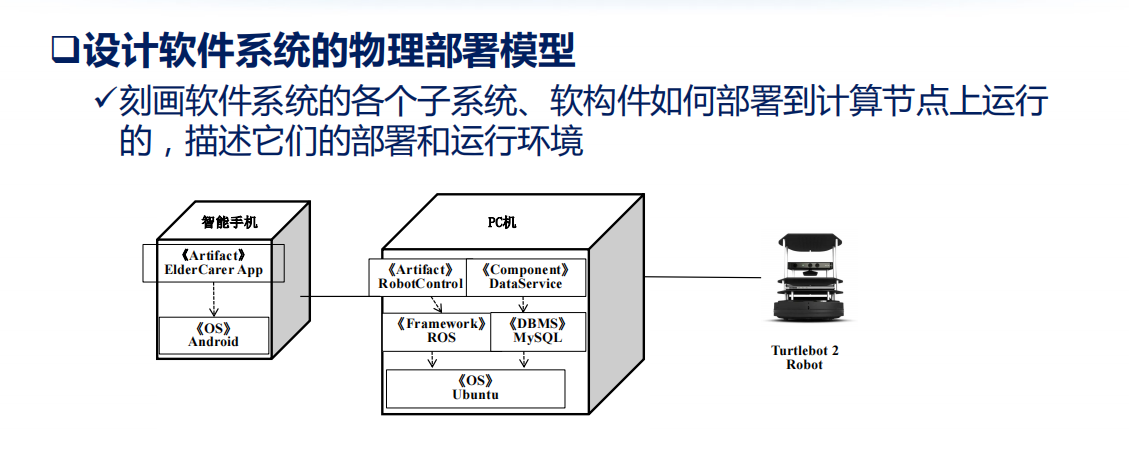 ❑设计软件系统的物理部署模型
✓刻画软件系统的各个子系统、软构件如何部署到计算节点上运行
的，描述它们的部署和运行环境
智能手机
《Artifact》
ElderCarer App
《OS》
Android
PC机
《Artifact》
RobotControl
《Component》
DataService
《Framework》
ROS
《DBMS》
MySQL
《OS》
Ubuntu
Turtlebot 2
Robot